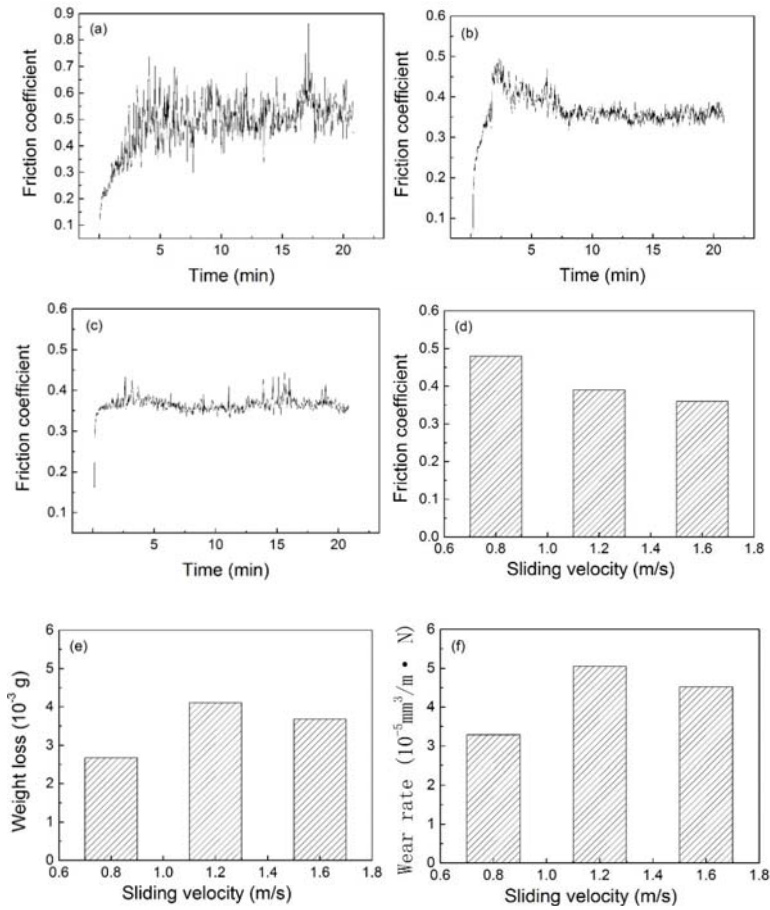 (a)
0.9
0.8
0.7
0.6
0.5
0.4
0.3
0.2
0.1
Friction coefficient
0 5 10 15 20
Time (min)
(b)
0.6
0.5
0.4
0.3
0.2
0.1
Friction coefficient
5 10 15 20
Time (min)
(c)
0.6
0.5
0.4
0.3
0.2
0.1
Friction coefficient
5 10 15 20
Time (min)
(d)
0.6
0.5
0.4
0.3
0.2
0.1
0.0
Friction coefficient
0.6 0.8 1.0 1.2 1.4 1.6 1.8
Sliding velocity (m/s)
(e)
6
5
4
3
2
1
0
Weight loss (10⁻³ g)
0.6 0.8 1.0 1.2 1.4 1.6 1.8
Sliding velocity (m/s)
(f)
6
5
4
3
2
1
0
Wear rate (10⁻⁵mm³/m • N)
0.6 0.8 1.0 1.2 1.4 1.6 1.8
Sliding velocity (m/s)